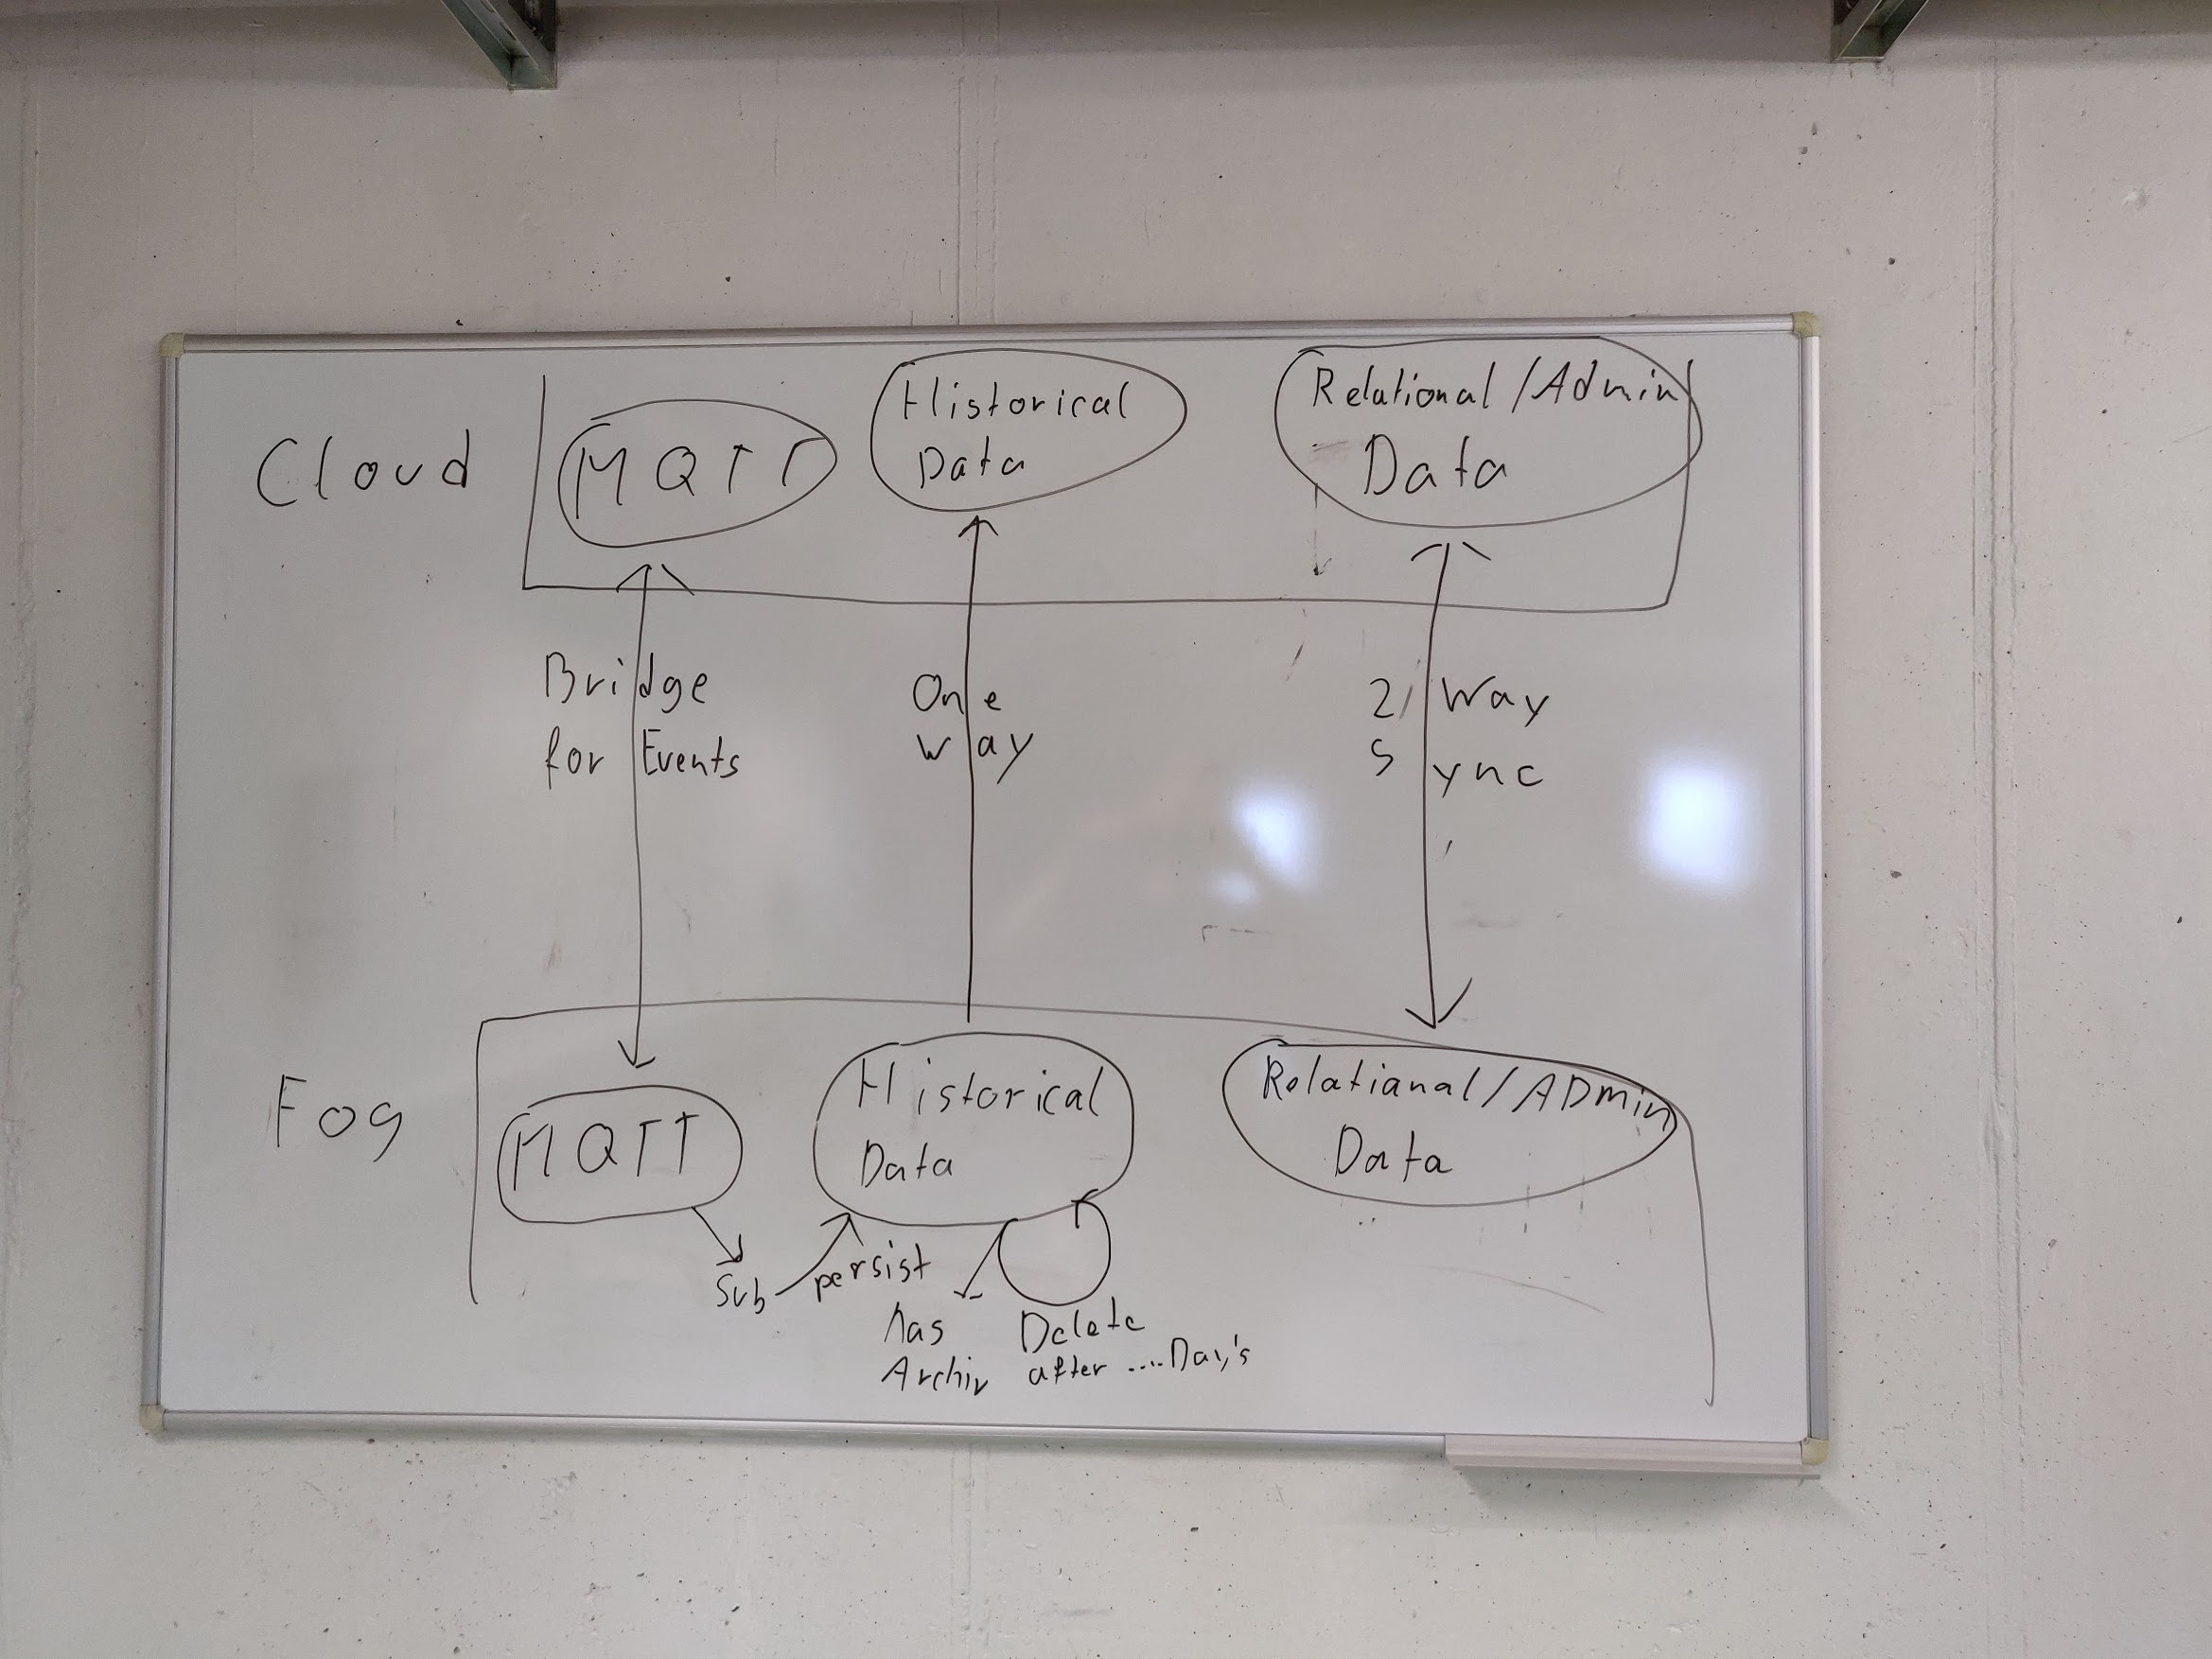 Cloud
MQTT
Historical
Data
Relational/Admin
Data
Bridge
for Events
One
way
2 Way
Sync
Fog
MQTT
Historical
Data
Relatianal/ADmin
Data
Sub
persist
has
Archiv
Delete
after ....Day's